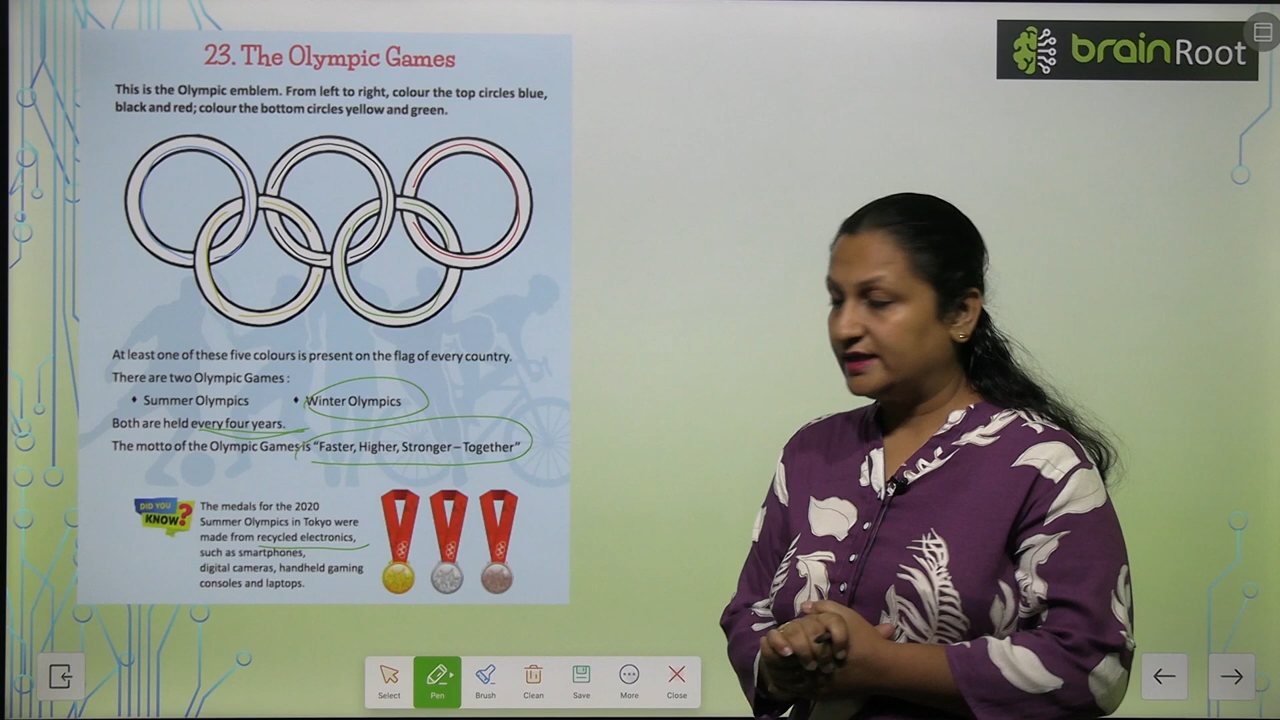 23. The Olympic Games
brainRoot
This is the Olympic emblem. From left to right, colour the top circles blue,
black and red; colour the bottom circles yellow and green.
At least one of these five colours is present on the flag of every country.
There are two Olympic Games :
♦ Summer Olympics ♦ Winter Olympics
Both are held every four years.
The motto of the Olympic Games is “Faster, Higher, Stronger – Together”
DID YOU
KNOW?
The medals for the 2020
Summer Olympics in Tokyo were
made from recycled electronics,
such as smartphones,
digital cameras, handheld gaming
consoles and laptops.
Select Pen Brush Clean Save More Close